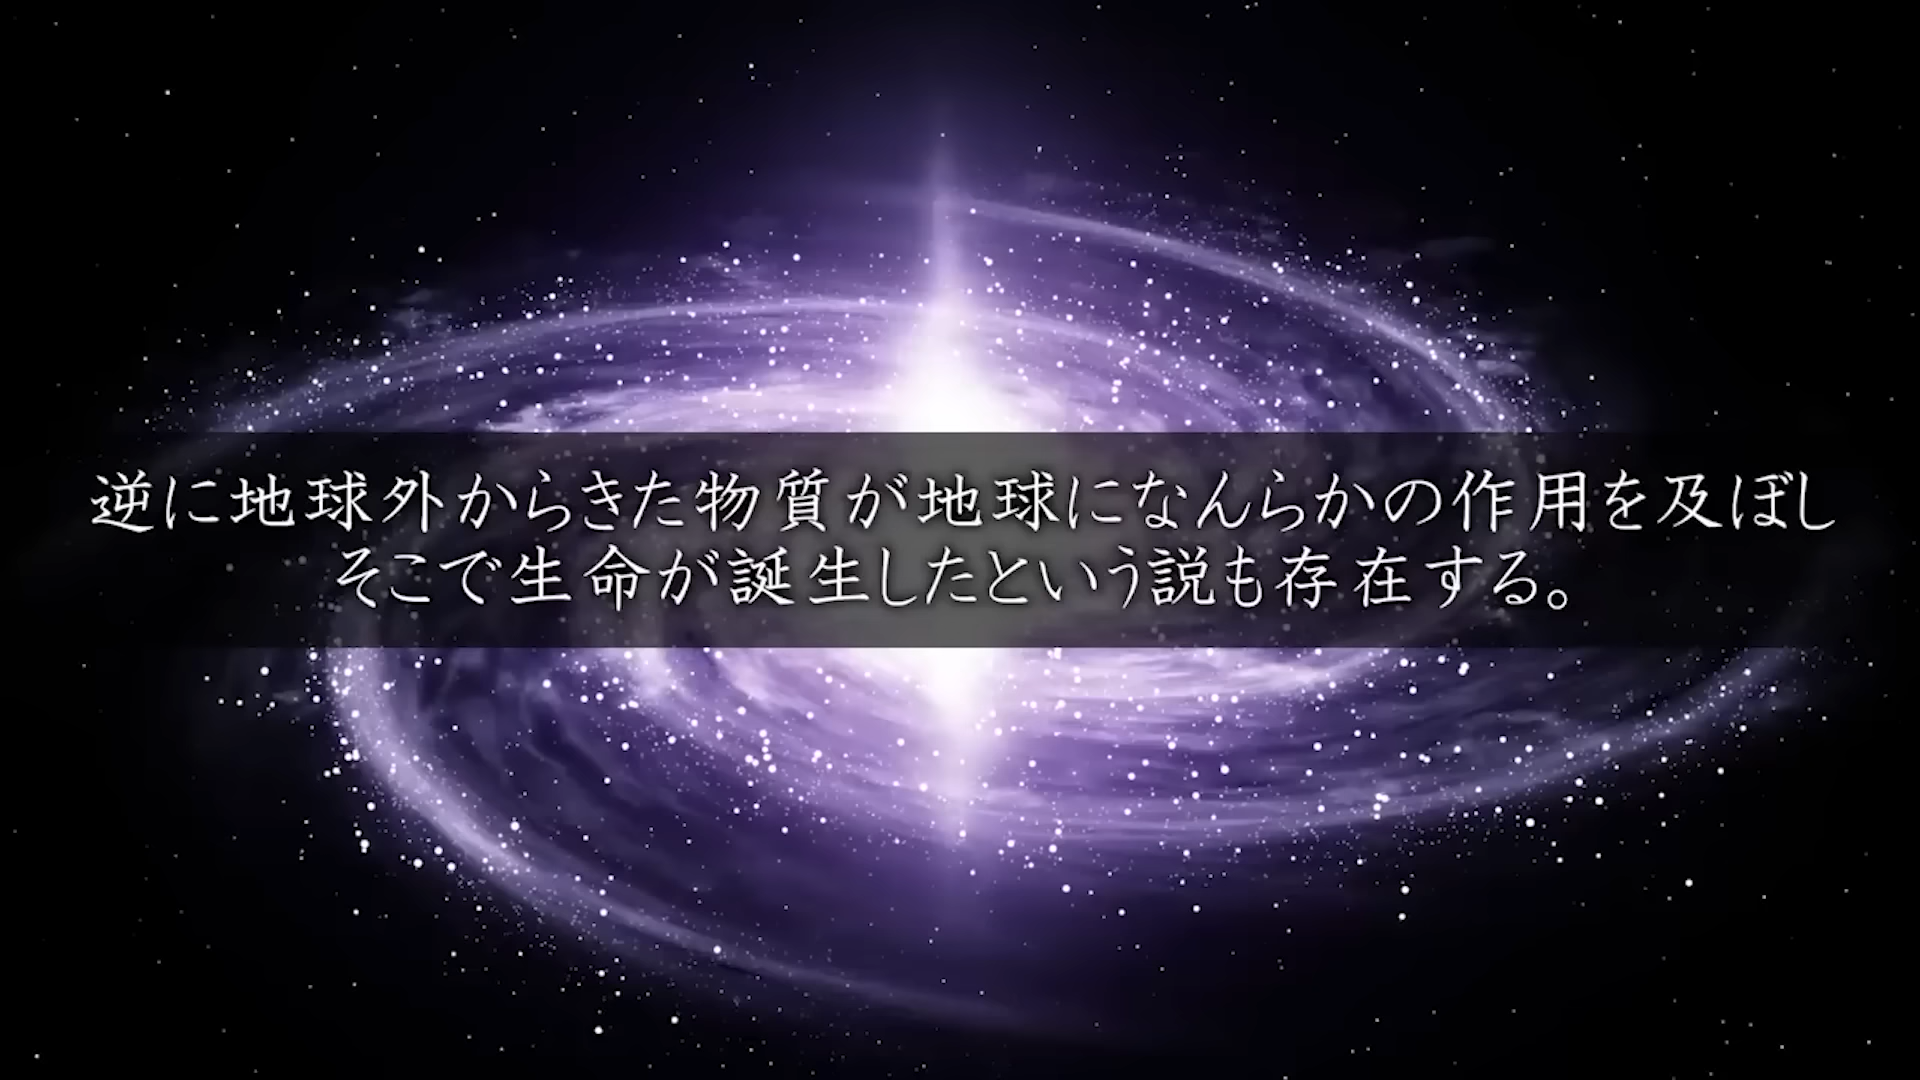 逆に地球外からきた物質が地球になんらかの作用を及ぼし
そこで生命が誕生したという説も存在する。